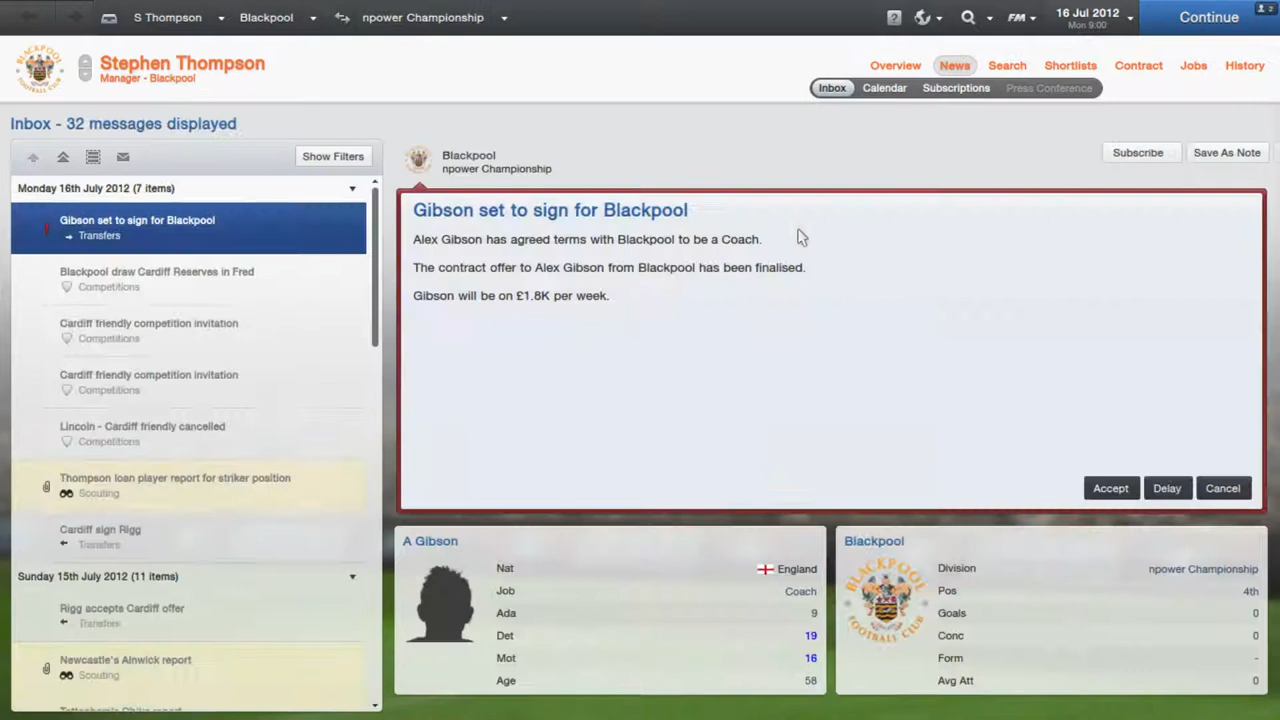 S Thompson
Blackpool
npower Championship
FM
16 Jul 2012
Mon 9:00
Continue
2
Stephen Thompson
Manager - Blackpool
Overview
News
Search
Shortlists
Contract
Jobs
History
Inbox
Calendar
Subscriptions
Press Conference
Inbox - 32 messages displayed
Show Filters
Monday 16th July 2012 (7 items)
Gibson set to sign for Blackpool
Transfers
Blackpool draw Cardiff Reserves in Fred
Competitions
Cardiff friendly competition invitation
Competitions
Cardiff friendly competition invitation
Competitions
Lincoln - Cardiff friendly cancelled
Competitions
Thompson loan player report for striker position
Scouting
Cardiff sign Rigg
Transfers
Sunday 15th July 2012 (11 items)
Rigg accepts Cardiff offer
Transfers
Newcastle's Alnwick report
Scouting
Blackpool
npower Championship
Subscribe
Save As Note
Gibson set to sign for Blackpool
Alex Gibson has agreed terms with Blackpool to be a Coach.
The contract offer to Alex Gibson from Blackpool has been finalised.
Gibson will be on £1.8K per week.
Accept
Delay
Cancel
A Gibson
Nat England
Job Coach
Ada 9
Det 19
Mot 16
Age 58
Blackpool
BLACKPOOL
FOOTBALL CLUB
Division npower Championship
Pos 4th
Goals 0
Conc 0
Form -
Avg Att 0